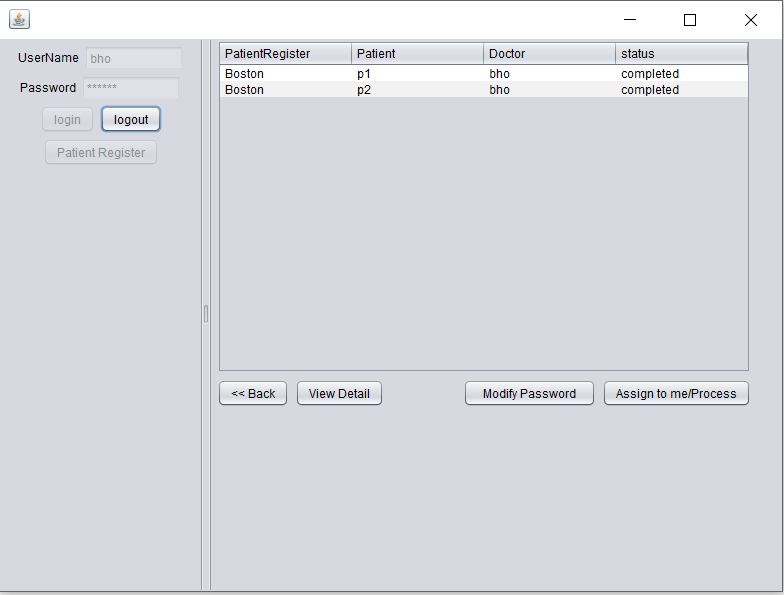 UserName bho
Password ******
login logout
Patient Register
PatientRegister Patient Doctor status
Boston p1 bho completed
Boston p2 bho completed
<< Back View Detail Modify Password Assign to me/Process